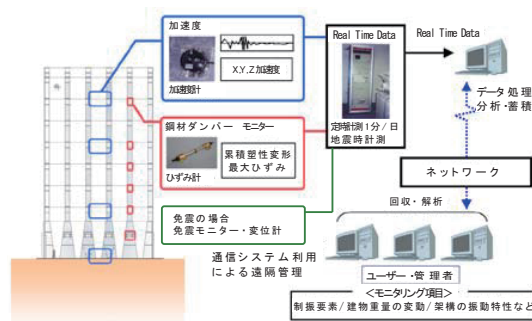 加速度
加速度計
X,Y,Z加速度
鋼材ダンパー モニター
ひずみ計
累積塑性変形
最大ひずみ
免震の場合
免震モニター・変位計
Real Time Data
定時計測1分/日
地震時計測
Real Time Data
データ処理
分析・蓄積
ネットワーク
回収・解析
通信システム利用
による遠隔管理
ユーザー・管理者
<モニタリング項目>
制振要素/建物重量の変動/架構の振動特性など